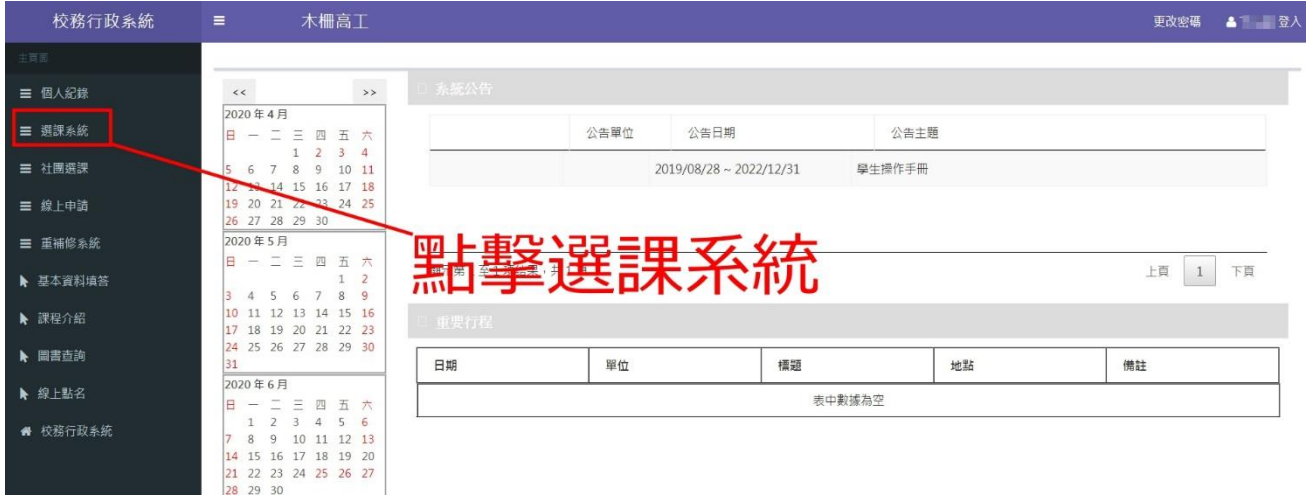 校務行政系統 木柵高工 更改密碼 登入
主頁面
個人紀錄
選課系統
社團選課
線上申請
重補修系統
基本資料填答
課程介紹
圖書查詢
線上點名
校務行政系統
<< >>
2020 年 4 月
日 一 二 三 四 五 六
1 2 3 4
5 6 7 8 9 10 11
12 13 14 15 16 17 18
19 20 21 22 23 24 25
26 27 28 29 30
2020 年 5 月
日 一 二 三 四 五 六
1 2
3 4 5 6 7 8 9
10 11 12 13 14 15 16
17 18 19 20 21 22 23
24 25 26 27 28 29 30
31
2020 年 6 月
日 一 二 三 四 五 六
1 2 3 4 5 6
7 8 9 10 11 12 13
14 15 16 17 18 19 20
21 22 23 24 25 26 27
28 29 30
系統公告
公告單位 公告日期 公告主題
2019/08/28 ~ 2022/12/31 學生操作手冊
點擊選課系統
上頁 1 下頁
重要行程
日期 單位 標題 地點 備註
表中數據為空